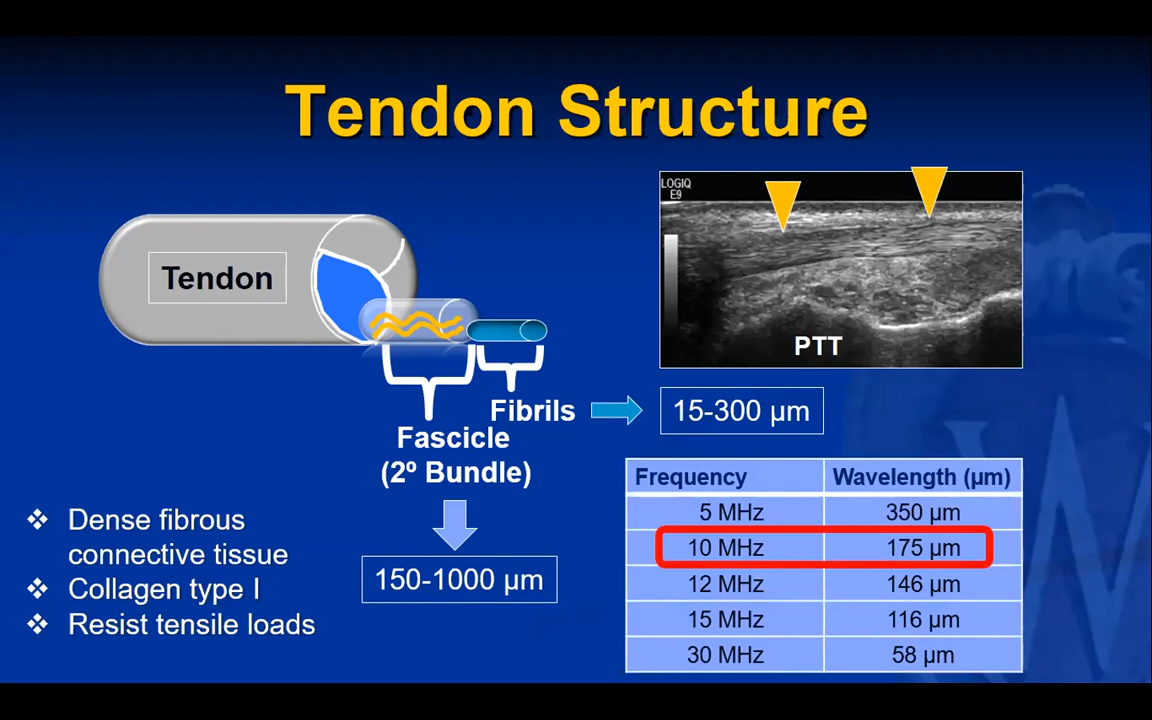 Tendon Structure
LOGIQ
E9
Tendon
PTT
Fibrils
15-300 µm
Fascicle
(2º Bundle)
150-1000 µm
❖ Dense fibrous
connective tissue
❖ Collagen type I
❖ Resist tensile loads
Frequency Wavelength (µm)
5 MHz 350 µm
10 MHz 175 µm
12 MHz 146 µm
15 MHz 116 µm
30 MHz 58 µm